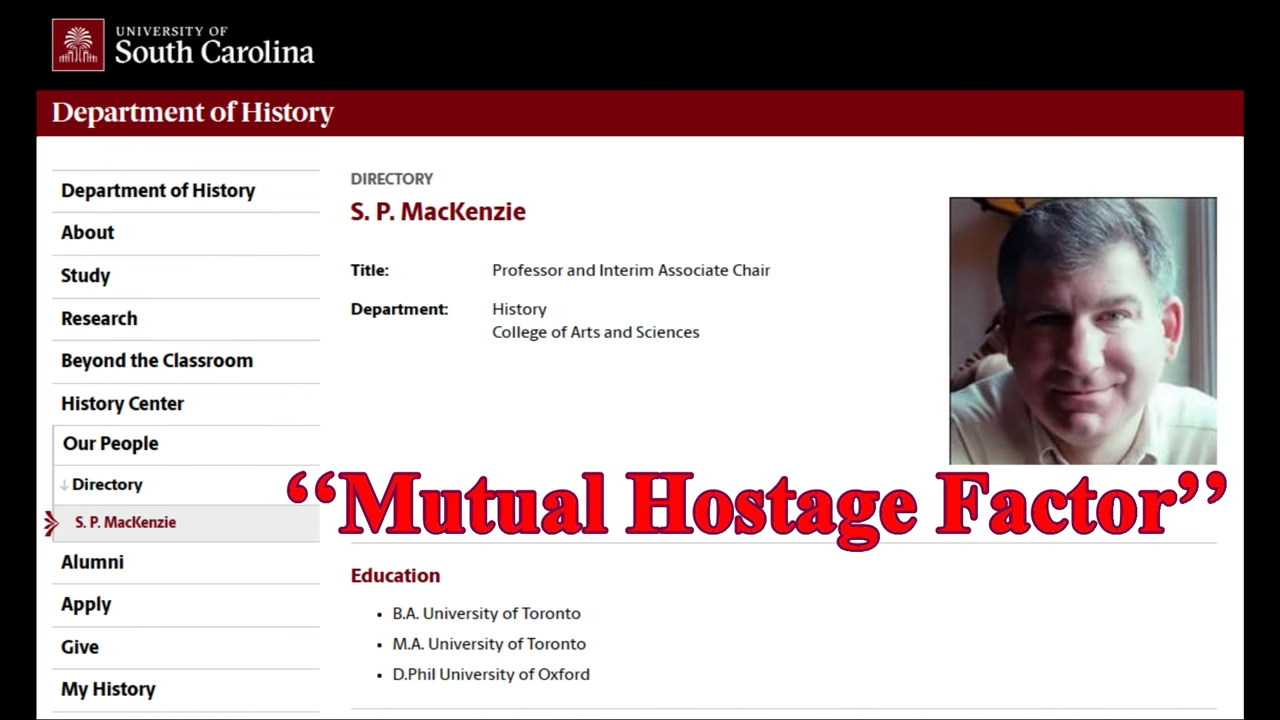 UNIVERSITY OF
South Carolina
Department of History
Department of History
About
Study
Research
Beyond the Classroom
History Center
Our People
Directory
S. P. MacKenzie
Alumni
Apply
Give
My History
DIRECTORY
S. P. MacKenzie
Title: Professor and Interim Associate Chair
Department: History
College of Arts and Sciences
“Mutual Hostage Factor”
Education
• B.A. University of Toronto
• M.A. University of Toronto
• D.Phil University of Oxford